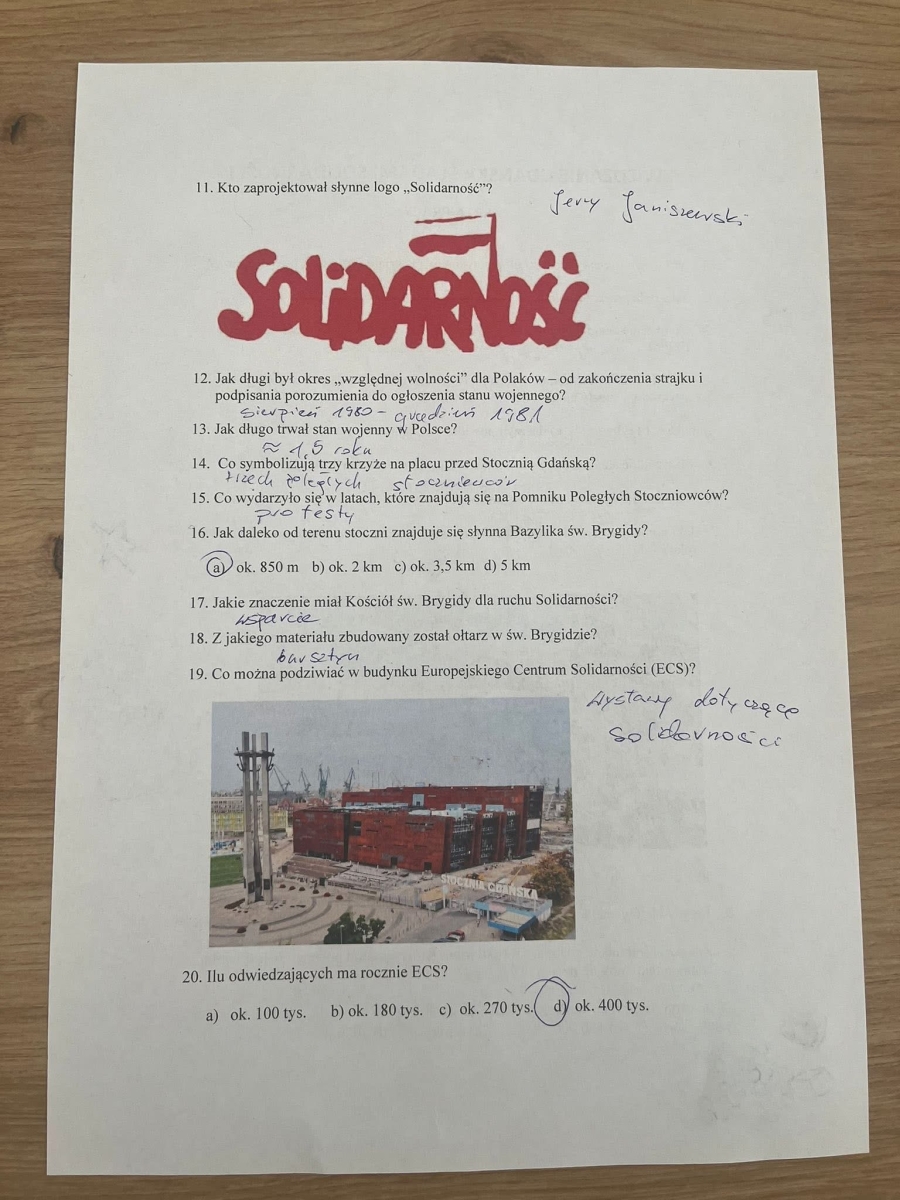 11. Kto zaprojektował słynne logo „Solidarność"?
Jerzy Janiszewski
SOLiDARNOŚĆ
12. Jak długi był okres „względnej wolności" dla Polaków – od zakończenia strajku i
podpisania porozumienia do ogłoszenia stanu wojennego?
sierpień 1980 – grudzień 1981
13. Jak długo trwał stan wojenny w Polsce?
≈ 1,5 roku
14. Co symbolizują trzy krzyże na placu przed Stocznią Gdańską?
trzech poległych stoczniowców
15. Co wydarzyło się w latach, które znajdują się na Pomniku Poległych Stoczniowców?
protesty
16. Jak daleko od terenu stoczni znajduje się słynna Bazylika św. Brygidy?
a) ok. 850 m b) ok. 2 km c) ok. 3,5 km d) 5 km
17. Jakie znaczenie miał Kościół św. Brygidy dla ruchu Solidarności?
wsparcie
18. Z jakiego materiału zbudowany został ołtarz w św. Brygidzie?
bursztyn
19. Co można podziwiać w budynku Europejskiego Centrum Solidarności (ECS)?
wystawy dotyczące
solidarności
STOCZNIA GDAŃSKA
20. Ilu odwiedzających ma rocznie ECS?
a) ok. 100 tys. b) ok. 180 tys. c) ok. 270 tys. d) ok. 400 tys.